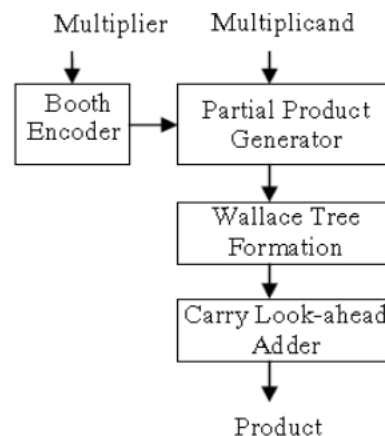 Multiplier
Multiplicand
Booth
Encoder
Partial Product
Generator
Wallace Tree
Formation
Carry Look-ahead
Adder
Product